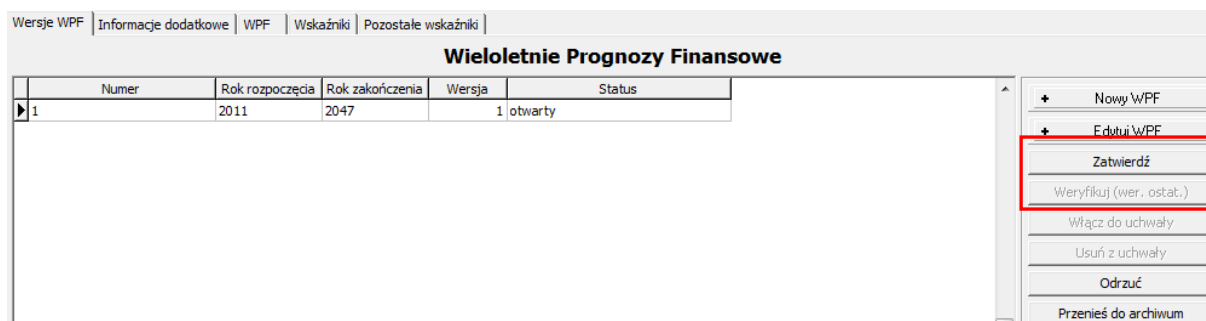 Wersje WPF Informacje dodatkowe WPF Wskaźniki Pozostałe wskaźniki
Wieloletnie Prognozy Finansowe
Numer Rok rozpoczęcia Rok zakończenia Wersja Status
1 2011 2047 1 otwarty
+ Nowy WPF
+ Edytuj WPF
Zatwierdź
Weryfikuj (wer. ostat.)
Włącz do uchwały
Usuń z uchwały
Odrzuć
Przenieś do archiwum